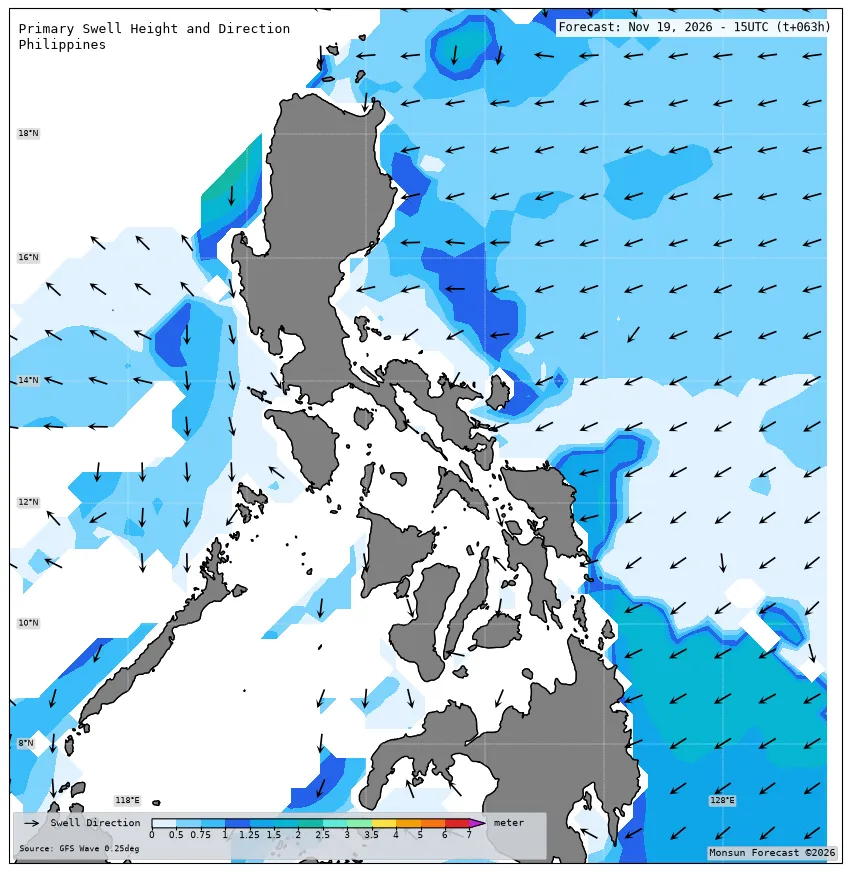 Primary Swell Height and Direction
Philippines
Forecast: Nov 19, 2026 - 15UTC (t+063h)
18°N
16°N
14°N
12°N
10°N
8°N
118°E
128°E
Swell Direction
0 0.5 0.75 1 1.25 1.5 2 2.5 3 3.5 4 5 6 7
meter
Source: GFS Wave 0.25deg
Monsun Forecast ©2026